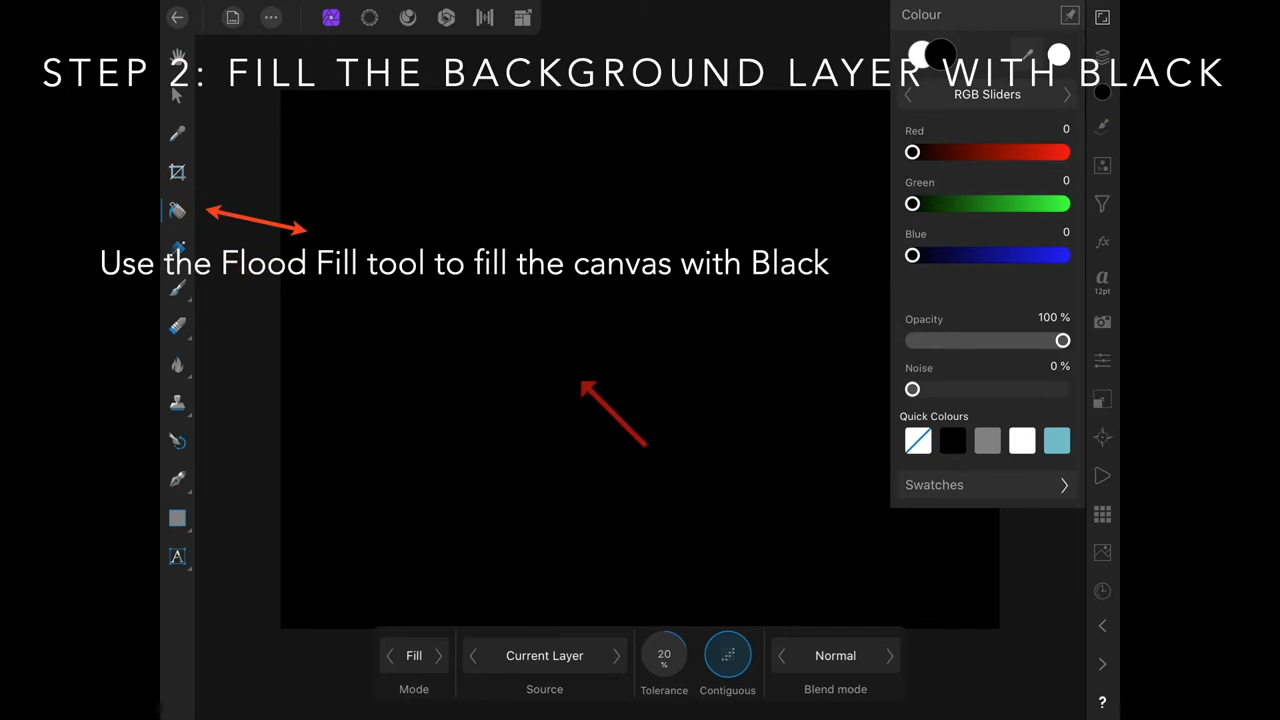 Colour
STEP 2: FILL THE BACKGROUND LAYER WITH BLACK
RGB Sliders
Red 0
Green 0
Blue 0
Use the Flood Fill tool to fill the canvas with Black
a
12pt
Opacity 100 %
Noise 0 %
Quick Colours
Swatches
A
Fill Current Layer 20 % Normal
Mode Source Tolerance Contiguous Blend mode
?